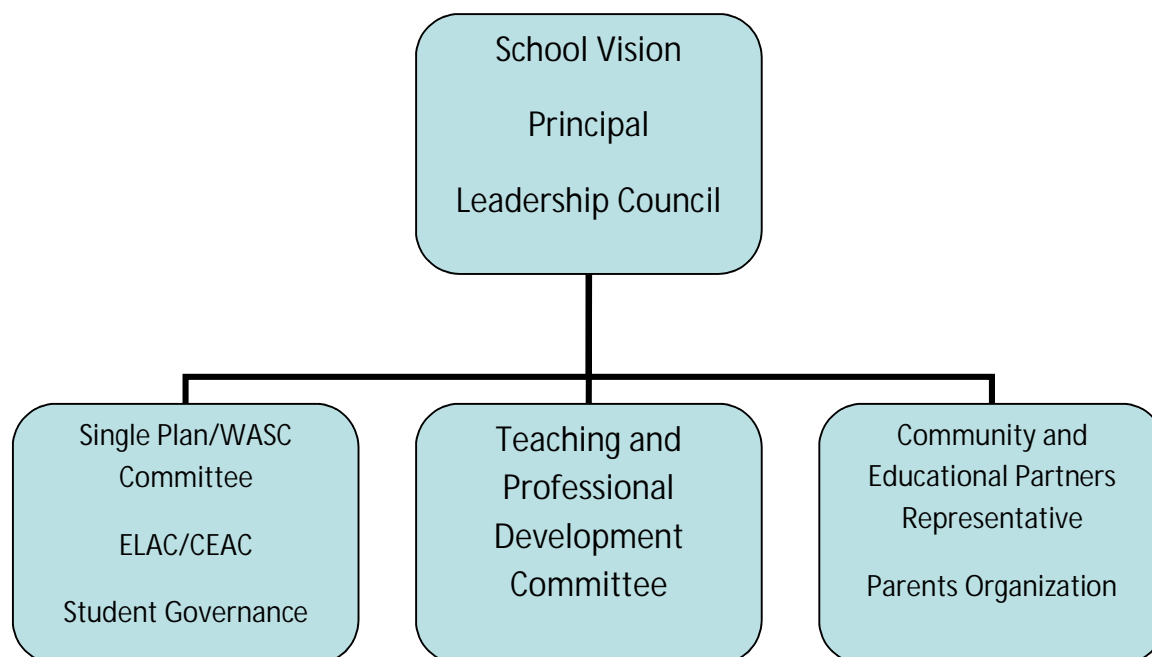 School Vision
Principal
Leadership Council
Single Plan/WASC
Committee
ELAC/CEAC
Student Governance
Teaching and
Professional
Development
Committee
Community and
Educational Partners
Representative
Parents Organization